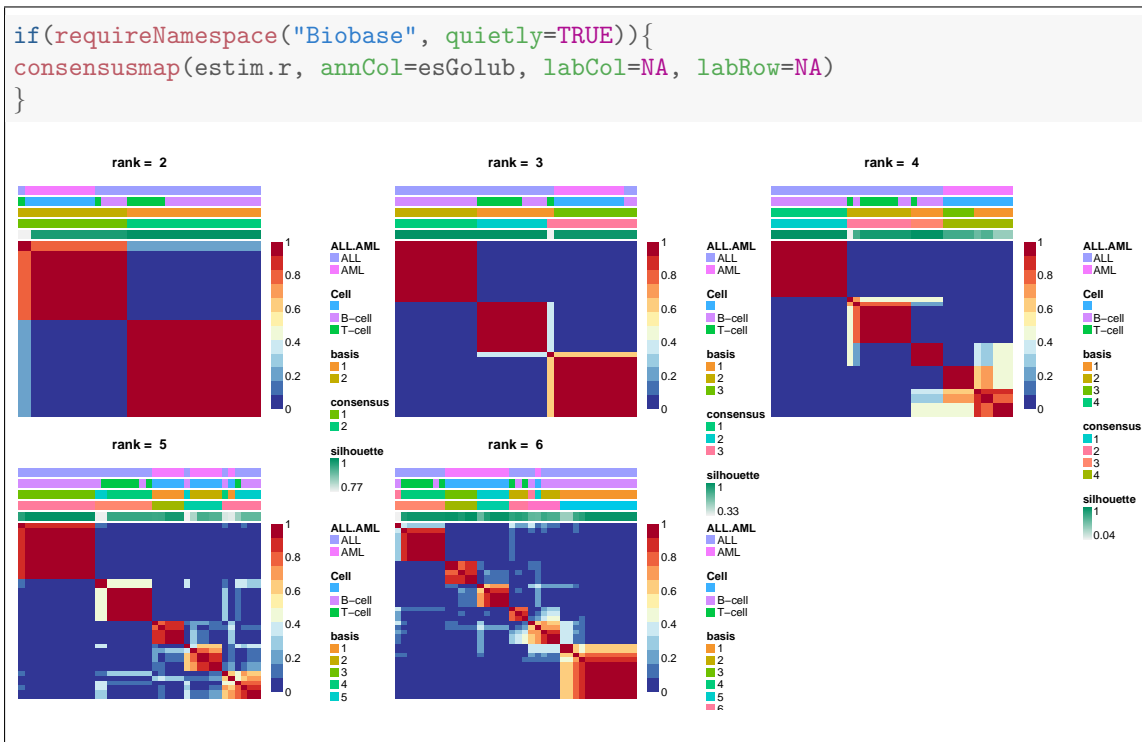 if(requireNamespace("Biobase", quietly=TRUE)){
consensusmap(estim.r, annCol=esGolub, labCol=NA, labRow=NA)
}
rank = 2
1
0.8
0.6
0.4
0.2
0
ALL.AML
ALL
AML
Cell
B-cell
T-cell
basis
1
2
consensus
1
2
silhouette
1
0.77
rank = 3
1
0.8
0.6
0.4
0.2
0
ALL.AML
ALL
AML
Cell
B-cell
T-cell
basis
1
2
3
consensus
1
2
3
silhouette
1
0.33
rank = 4
1
0.8
0.6
0.4
0.2
0
ALL.AML
ALL
AML
Cell
B-cell
T-cell
basis
1
2
3
4
consensus
1
2
3
4
silhouette
1
0.04
rank = 5
1
0.8
0.6
0.4
0.2
0
ALL.AML
ALL
AML
Cell
B-cell
T-cell
basis
1
2
3
4
5
rank = 6
1
0.8
0.6
0.4
0.2
0
ALL.AML
ALL
AML
Cell
B-cell
T-cell
basis
1
2
3
4
5
6